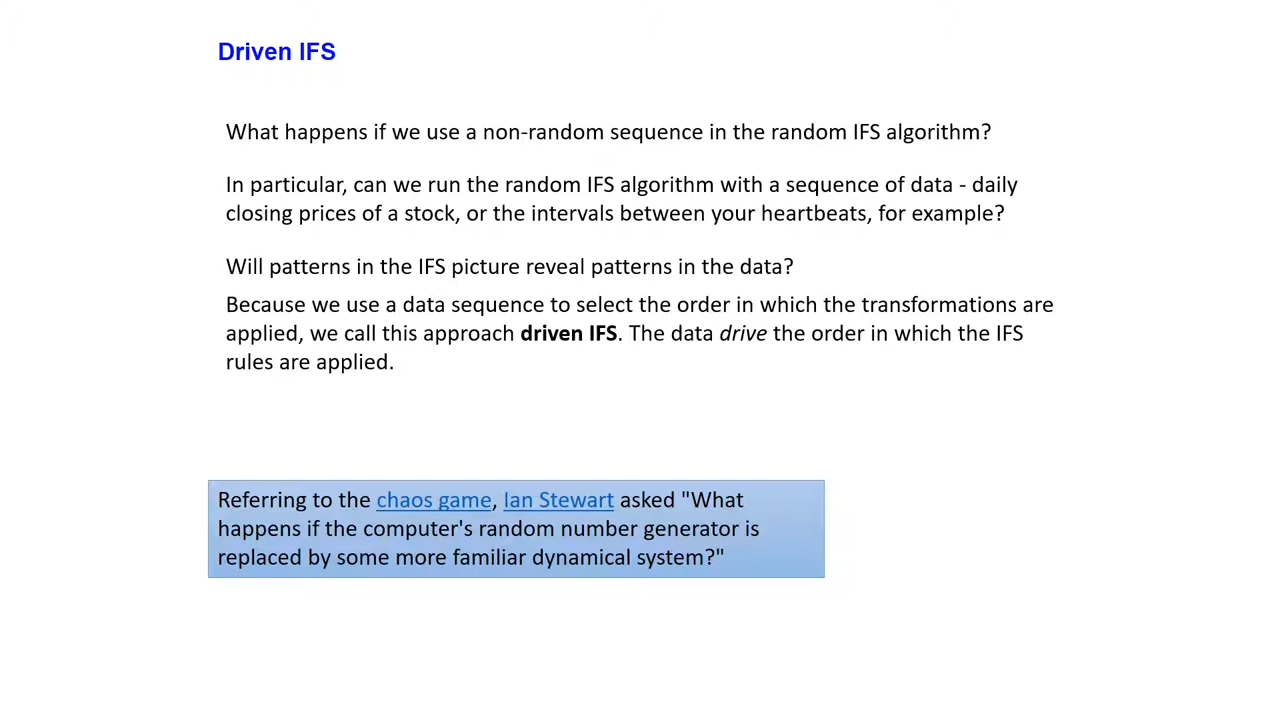 Driven IFS
What happens if we use a non-random sequence in the random IFS algorithm?
In particular, can we run the random IFS algorithm with a sequence of data - daily
closing prices of a stock, or the intervals between your heartbeats, for example?
Will patterns in the IFS picture reveal patterns in the data?
Because we use a data sequence to select the order in which the transformations are
applied, we call this approach driven IFS. The data drive the order in which the IFS
rules are applied.
Referring to the chaos game, Ian Stewart asked "What
happens if the computer's random number generator is
replaced by some more familiar dynamical system?"